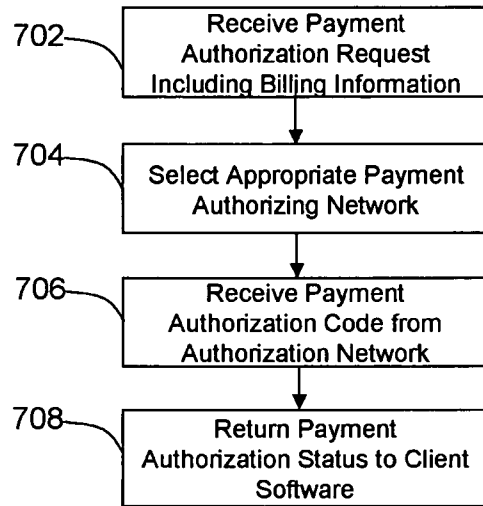 702
Receive Payment
Authorization Request
Including Billing Information
704
Select Appropriate Payment
Authorizing Network
706
Receive Payment
Authorization Code from
Authorization Network
708
Return Payment
Authorization Status to Client
Software